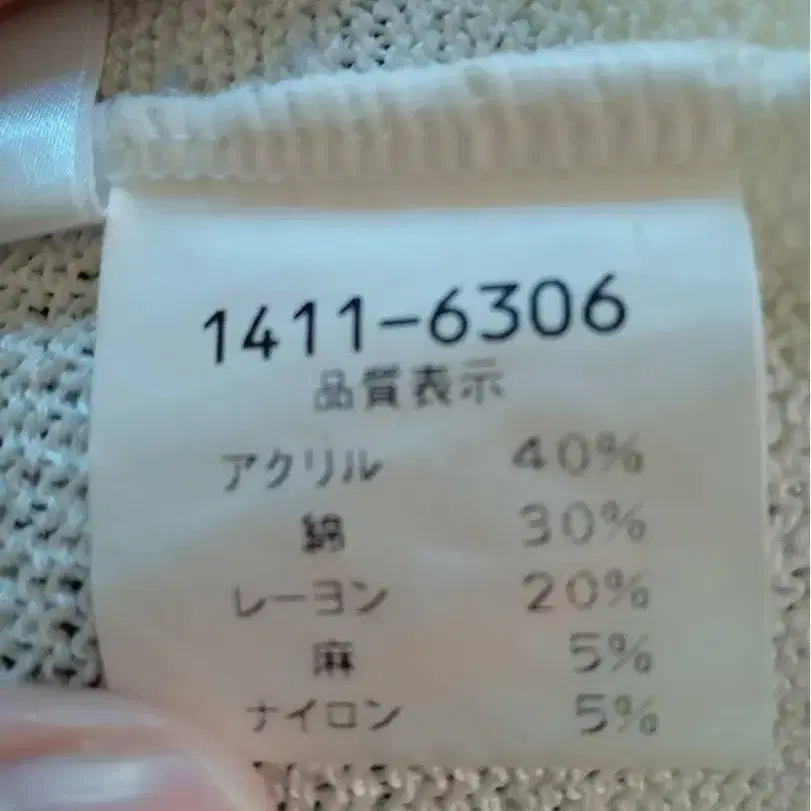 1411-6306
品質表示
アクリル 40%
綿 30%
レーヨン 20%
麻 5%
ナイロン 5%